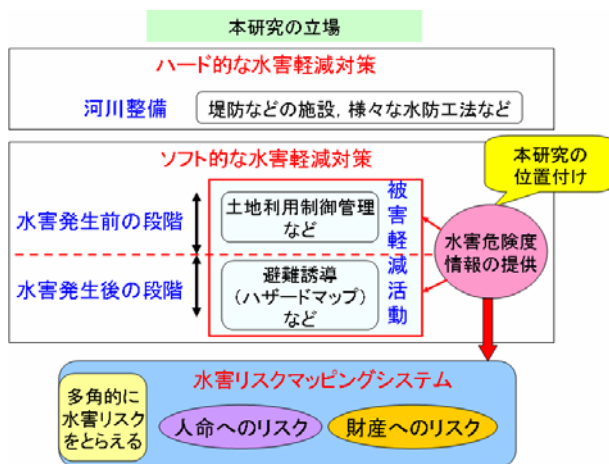 本研究の立場
ハード的な水害軽減対策
河川整備
堤防などの施設，様々な水防工法など
ソフト的な水害軽減対策
本研究の
位置付け
水害発生前の段階
土地利用制御管理
など
被害軽減活動
水害危険度
情報の提供
水害発生後の段階
避難誘導
（ハザードマップ）
など
水害リスクマッピングシステム
多角的に
水害リスク
をとらえる
人命へのリスク
財産へのリスク